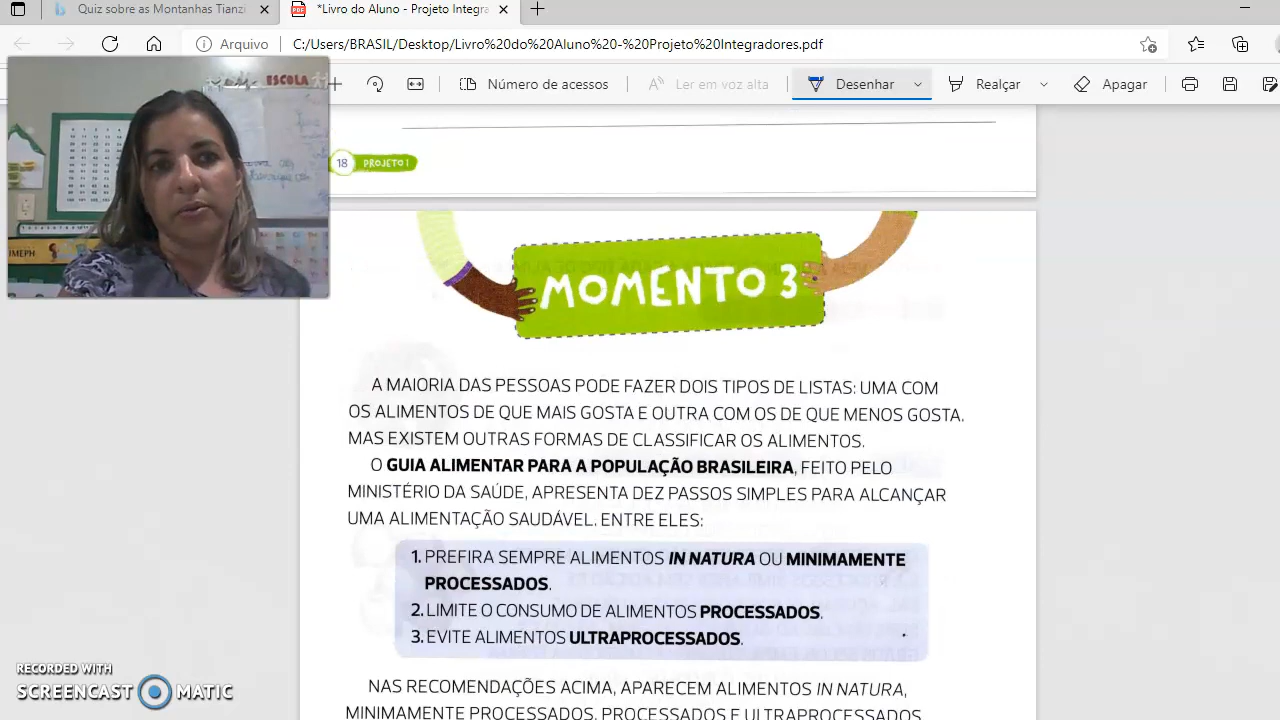 Quiz sobre as Montanhas Tianzi
*Livro do Aluno - Projeto Integra
Arquivo
C:/Users/BRASIL/Desktop/Livro%20do%20Aluno%20-%20Projeto%20Integradores.pdf
Número de acessos
Ler em voz alta
Desenhar
Realçar
Apagar
ESCOLA
IMEPH
18 PROJETO 1
MOMENTO 3
A MAIORIA DAS PESSOAS PODE FAZER DOIS TIPOS DE LISTAS: UMA COM
OS ALIMENTOS DE QUE MAIS GOSTA E OUTRA COM OS DE QUE MENOS GOSTA.
MAS EXISTEM OUTRAS FORMAS DE CLASSIFICAR OS ALIMENTOS.
O GUIA ALIMENTAR PARA A POPULAÇÃO BRASILEIRA, FEITO PELO
MINISTÉRIO DA SAÚDE, APRESENTA DEZ PASSOS SIMPLES PARA ALCANÇAR
UMA ALIMENTAÇÃO SAUDÁVEL. ENTRE ELES:
1. PREFIRA SEMPRE ALIMENTOS IN NATURA OU MINIMAMENTE
PROCESSADOS.
2. LIMITE O CONSUMO DE ALIMENTOS PROCESSADOS.
3. EVITE ALIMENTOS ULTRAPROCESSADOS.
NAS RECOMENDAÇÕES ACIMA, APARECEM ALIMENTOS IN NATURA,
MINIMAMENTE PROCESSADOS, PROCESSADOS E ULTRAPROCESSADOS
RECORDED WITH
SCREENCAST MATIC